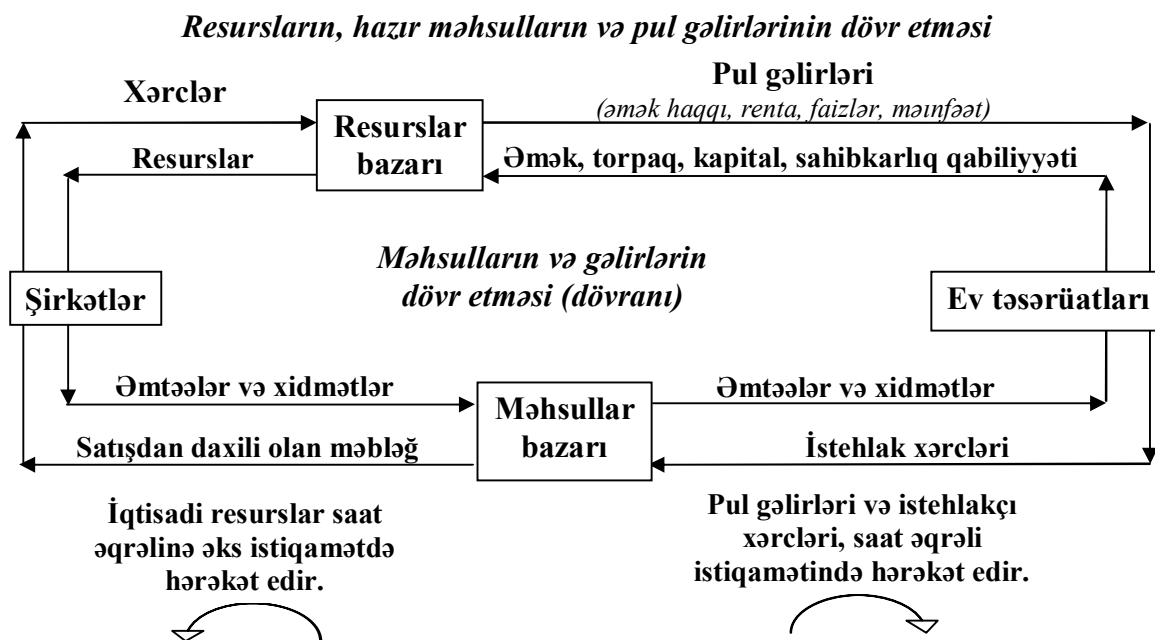 Resursların, hazır məhsulların və pul gəlirlərinin dövr etməsi
Xərclər
Pul gəlirləri
(əmək haqqı, renta, faizlər, məınfəət)
Resurslar
bazarı
Resurslar
Əmək, torpaq, kapital, sahibkarlıq qabiliyyəti
Məhsulların və gəlirlərin
dövr etməsi (dövranı)
Şirkətlər
Ev təsərüatları
Əmtəələr və xidmətlər
Məhsullar
bazarı
Əmtəələr və xidmətlər
Satışdan daxili olan məbləğ
İstehlak xərcləri
İqtisadi resurslar saat
əqrəlinə əks istiqamətdə
hərəkət edir.
Pul gəlirləri və istehlakçı
xərcləri, saat əqrəli
istiqamətində hərəkət edir.